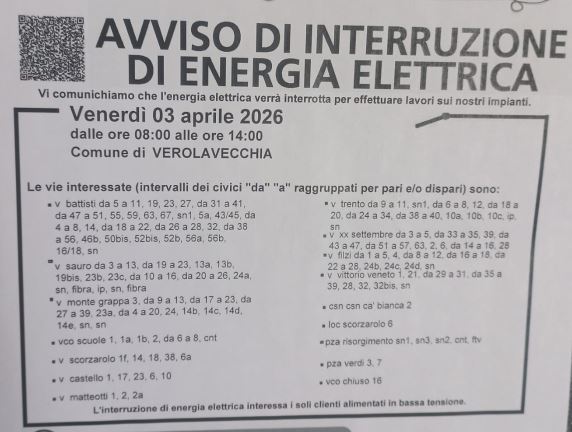 AVVISO DI INTERRUZIONE
DI ENERGIA ELETTRICA
Vi comunichiamo che l'energia elettrica verrà interrotta per effettuare lavori sui nostri impianti.
Venerdì 03 aprile 2026
dalle ore 08:00 alle ore 14:00
Comune di VEROLAVECCHIA
Le vie interessate (intervalli dei civici "da" "a" raggruppati per pari e/o dispari) sono:
▪ v battisti da 5 a 11, 19, 23, 27, da 31 a 41,
da 47 a 51, 55, 59, 63, 67, sn1, 5a, 43/45, da
4 a 8, 14, da 18 a 22, da 26 a 28, 32, da 38
a 56, 46b, 50bis, 52bis, 52b, 56a, 56b,
16/18, sn
▪ v sauro da 3 a 13, da 19 a 23, 13a, 13b,
19bis, 23b, 23c, da 10 a 16, da 20 a 26, 24a,
sn, fibra, ip, sn, fibra
▪ v monte grappa 3, da 9 a 13, da 17 a 23, da
27 a 39, 23a, da 4 a 20, 24, 14b, 14c, 14d,
14e, sn, sn
▪ vco scuole 1, 1a, 1b, 2, da 6 a 8, cnt
▪ v scorzarolo 1f, 14, 18, 38, 6a
▪ v castello 1, 17, 23, 6, 10
▪ v matteotti 1, 2, 2a
▪ v trento da 9 a 11, sn1, da 6 a 8, 12, da 18 a
20, da 24 a 34, da 38 a 40, 10a, 10b, 10c, ip,
sn
▪ v xx settembre da 3 a 5, da 33 a 35, 39, da
43 a 47, da 51 a 57, 63, 2, 6, da 14 a 16, 28
▪ v filzi da 1 a 5, 4, da 8 a 12, da 16 a 18, da
22 a 28, 24b, 24c, 24d, sn
▪ v vittorio veneto 1, 21, da 29 a 31, da 35 a
39, 28, 32, 32bis, sn
▪ csn csn ca' bianca 2
▪ loc scorzarolo 6
▪ pza risorgimento sn1, sn3, sn2, cnt, ftv
▪ pza verdi 3, 7
▪ vco chiuso 16
L'interruzione di energia elettrica interessa i soli clienti alimentati in bassa tensione.